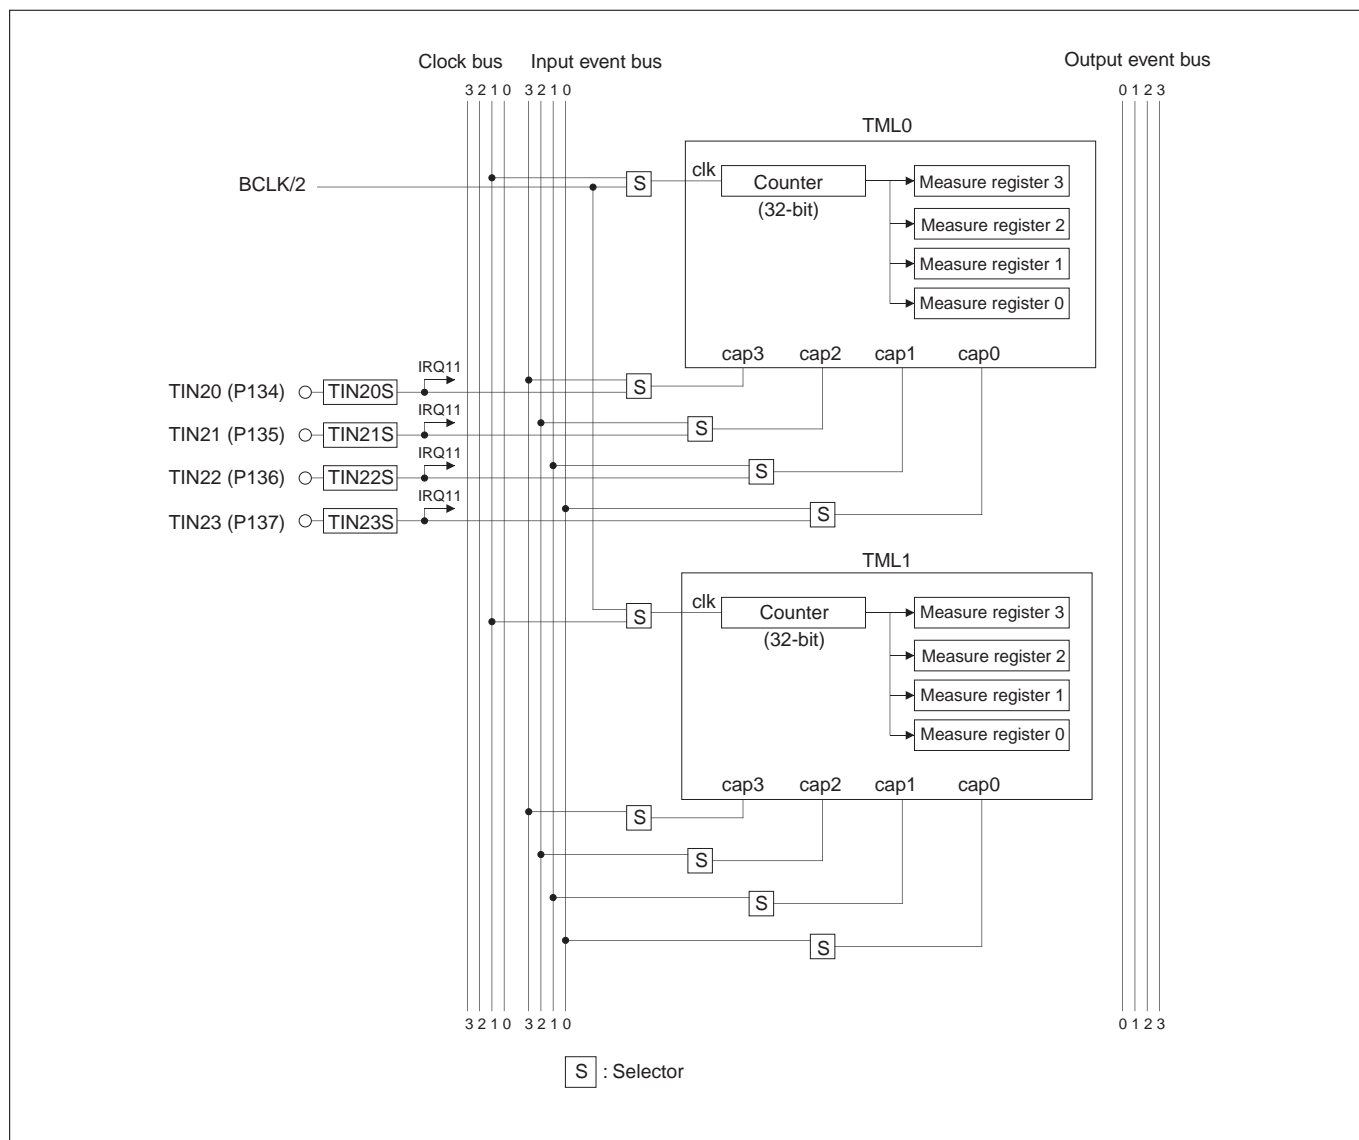 Clock bus Input event bus Output event bus
3 2 1 0 3 2 1 0 0 1 2 3
TML0
BCLK/2 S clk Counter Measure register 3
(32-bit) Measure register 2
Measure register 1
Measure register 0
cap3 cap2 cap1 cap0
IRQ11
TIN20 (P134) TIN20S S
IRQ11
TIN21 (P135) TIN21S S
IRQ11
TIN22 (P136) TIN22S S
IRQ11
TIN23 (P137) TIN23S S
TML1
S clk Counter Measure register 3
(32-bit) Measure register 2
Measure register 1
Measure register 0
cap3 cap2 cap1 cap0
S
S
S
S
3 2 1 0 3 2 1 0 0 1 2 3
S : Selector